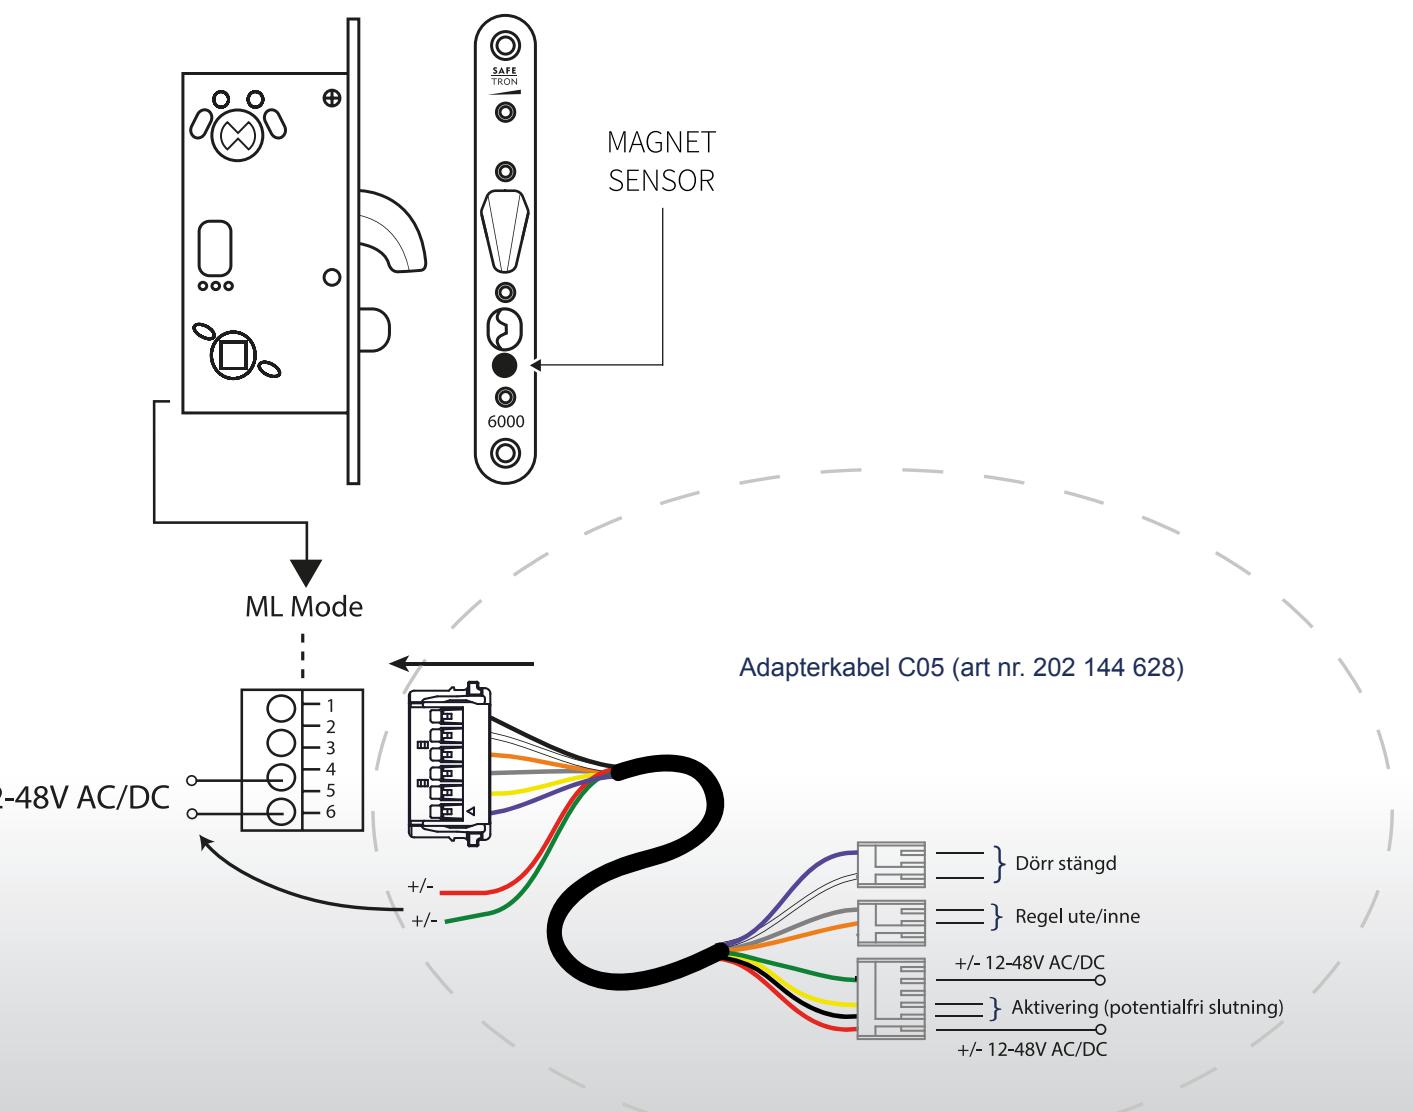 SAFE
TRON
MAGNET
SENSOR
6000
ML Mode
Adapterkabel C05 (art nr. 202 144 628)
1
2
3
4
5
6
2-48V AC/DC
+/-
+/-
Dörr stängd
Regel ute/inne
+/- 12-48V AC/DC
Aktivering (potentialfri slutning)
+/- 12-48V AC/DC